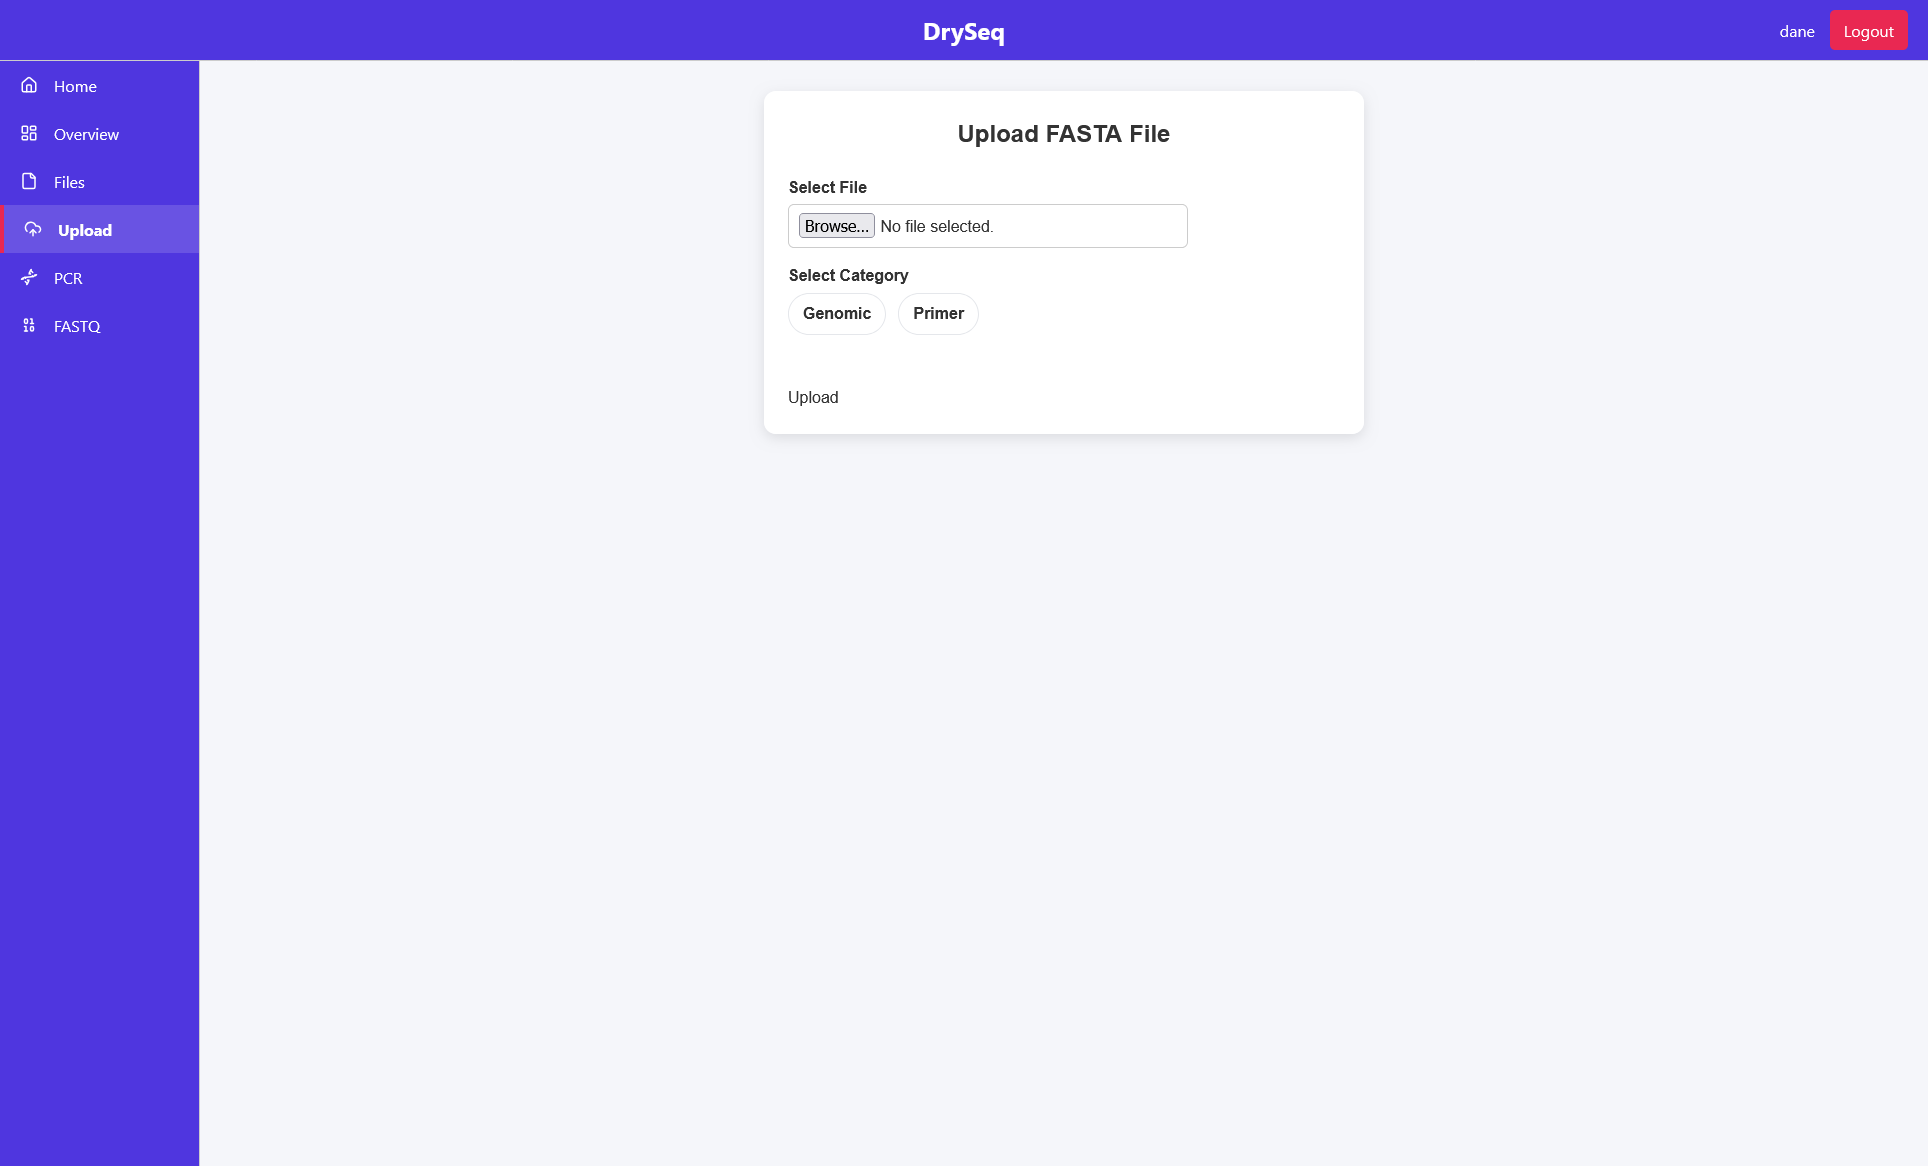 DrySeq
dane
Logout
Home
Overview
Files
Upload
PCR
FASTQ
Upload FASTA File
Select File
Browse... No file selected.
Select Category
Genomic
Primer
Upload